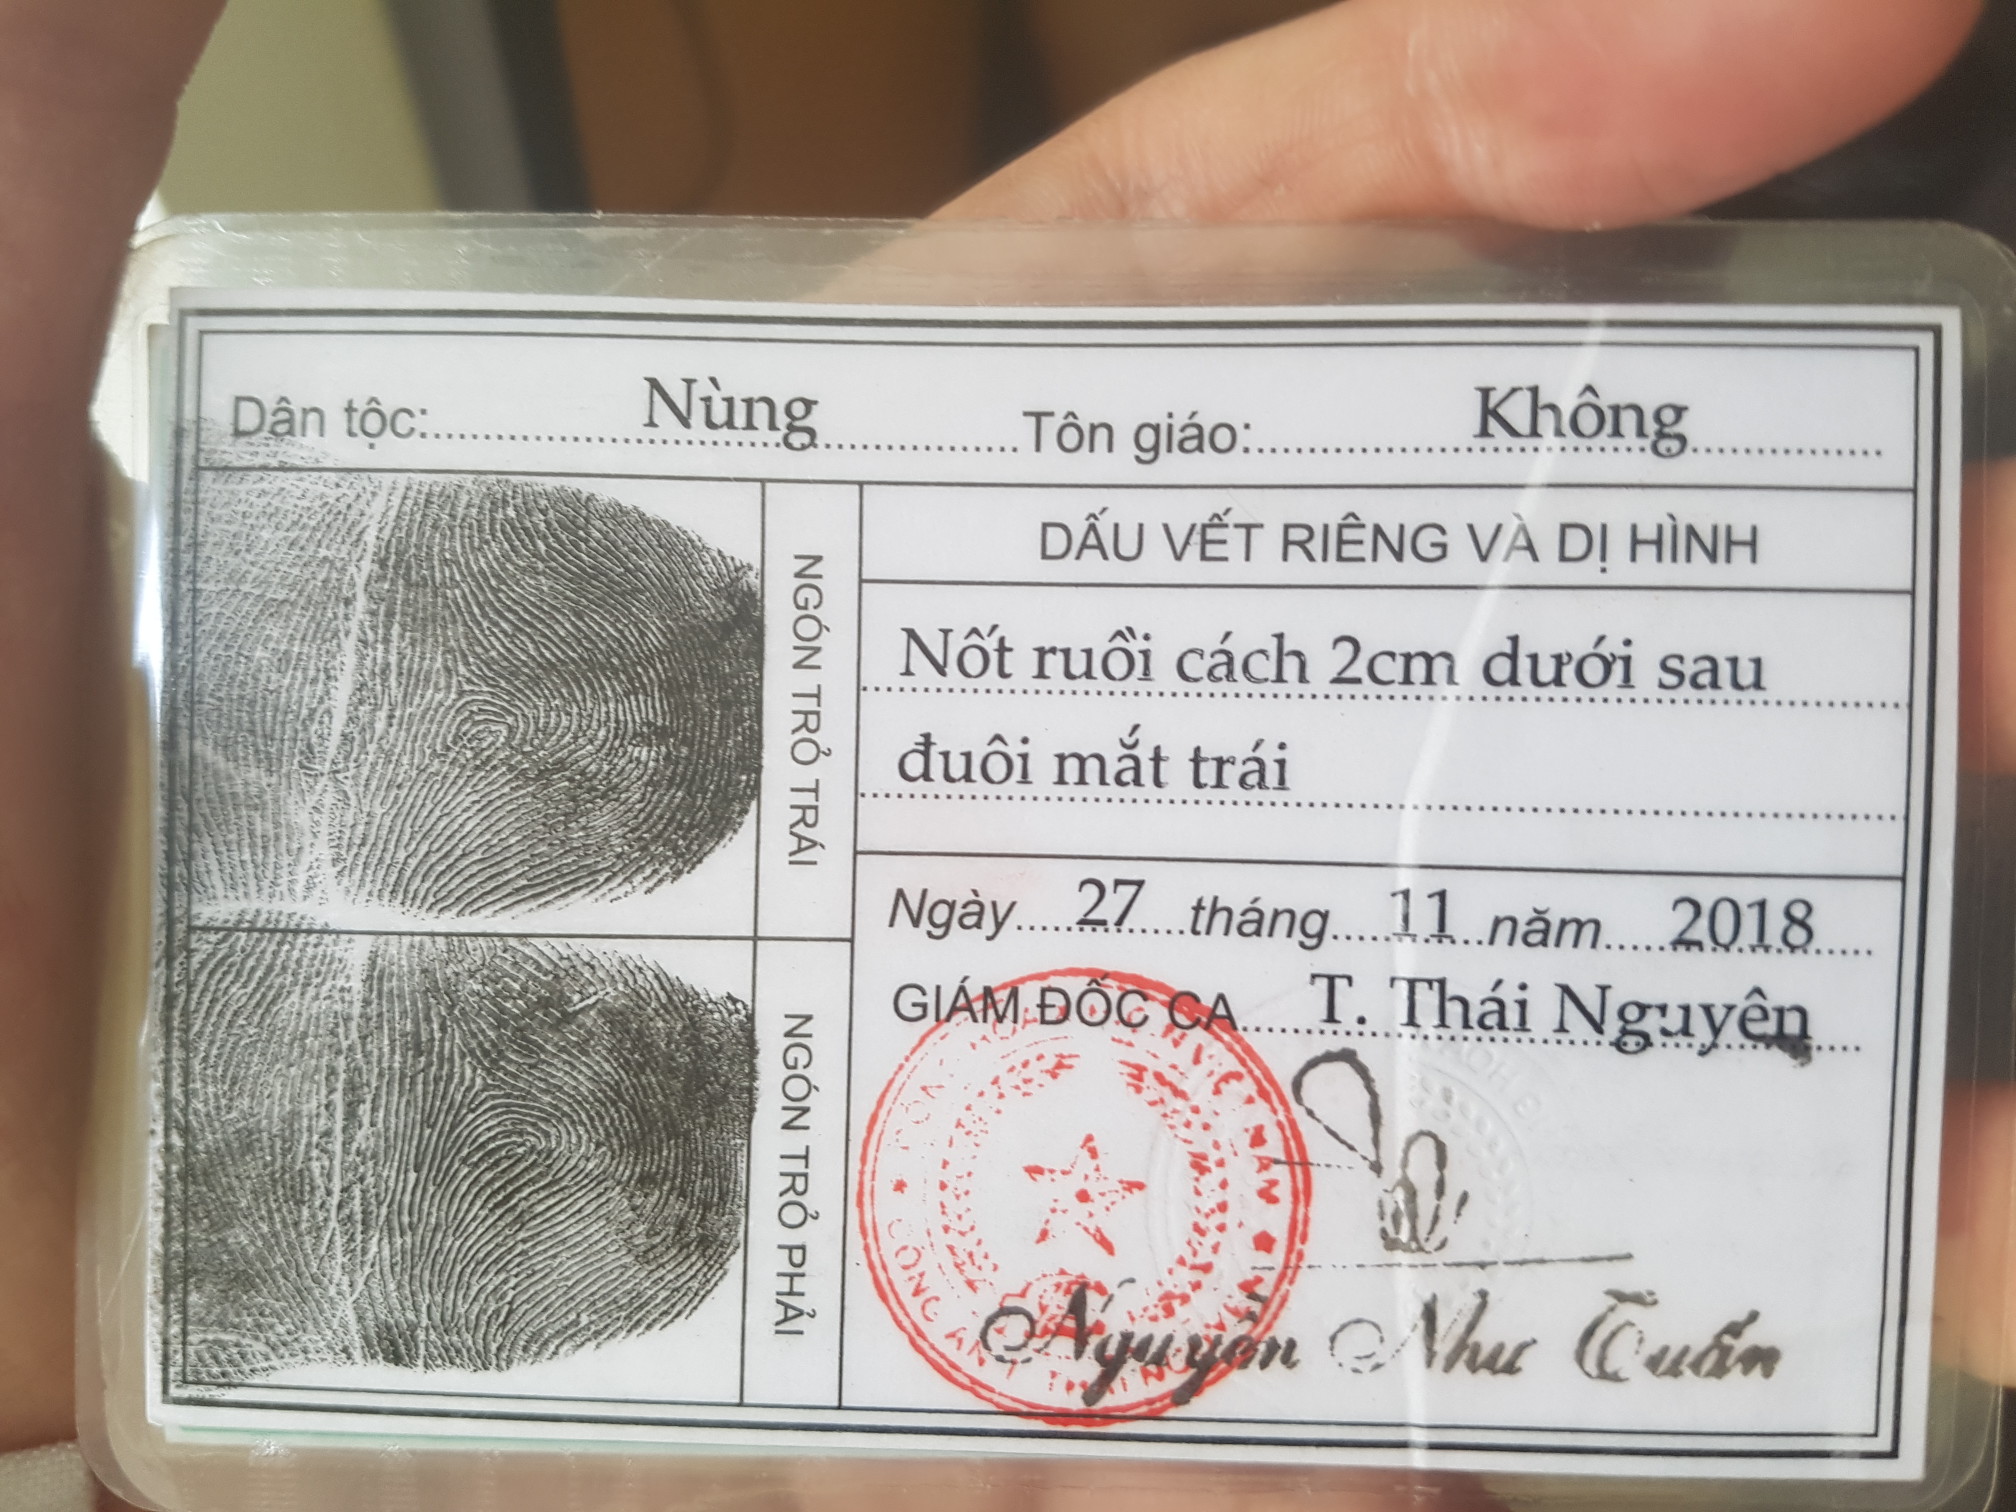 Dân tộc: Nùng Tôn giáo: Không
NGÓN TRỎ TRÁI
NGÓN TRỎ PHẢI
DẤU VẾT RIÊNG VÀ DỊ HÌNH
Nốt ruồi cách 2cm dưới sau
đuôi mắt trái
Ngày 27 tháng 11 năm 2018
GIÁM ĐỐC CA T. Thái Nguyên
CÔNG AN T
Nguyễn Như Tuấn